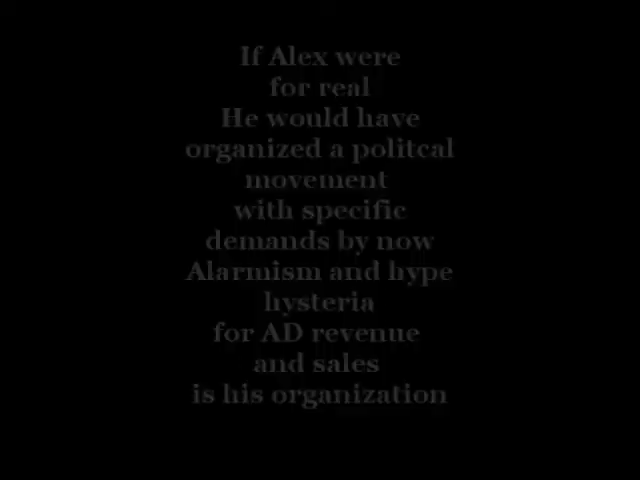 If Alex were
for real
He would have
organized a politcal
movement
with specific
demands by now
Alarmism and hype
hysteria
for AD revenue
and sales
is his organization